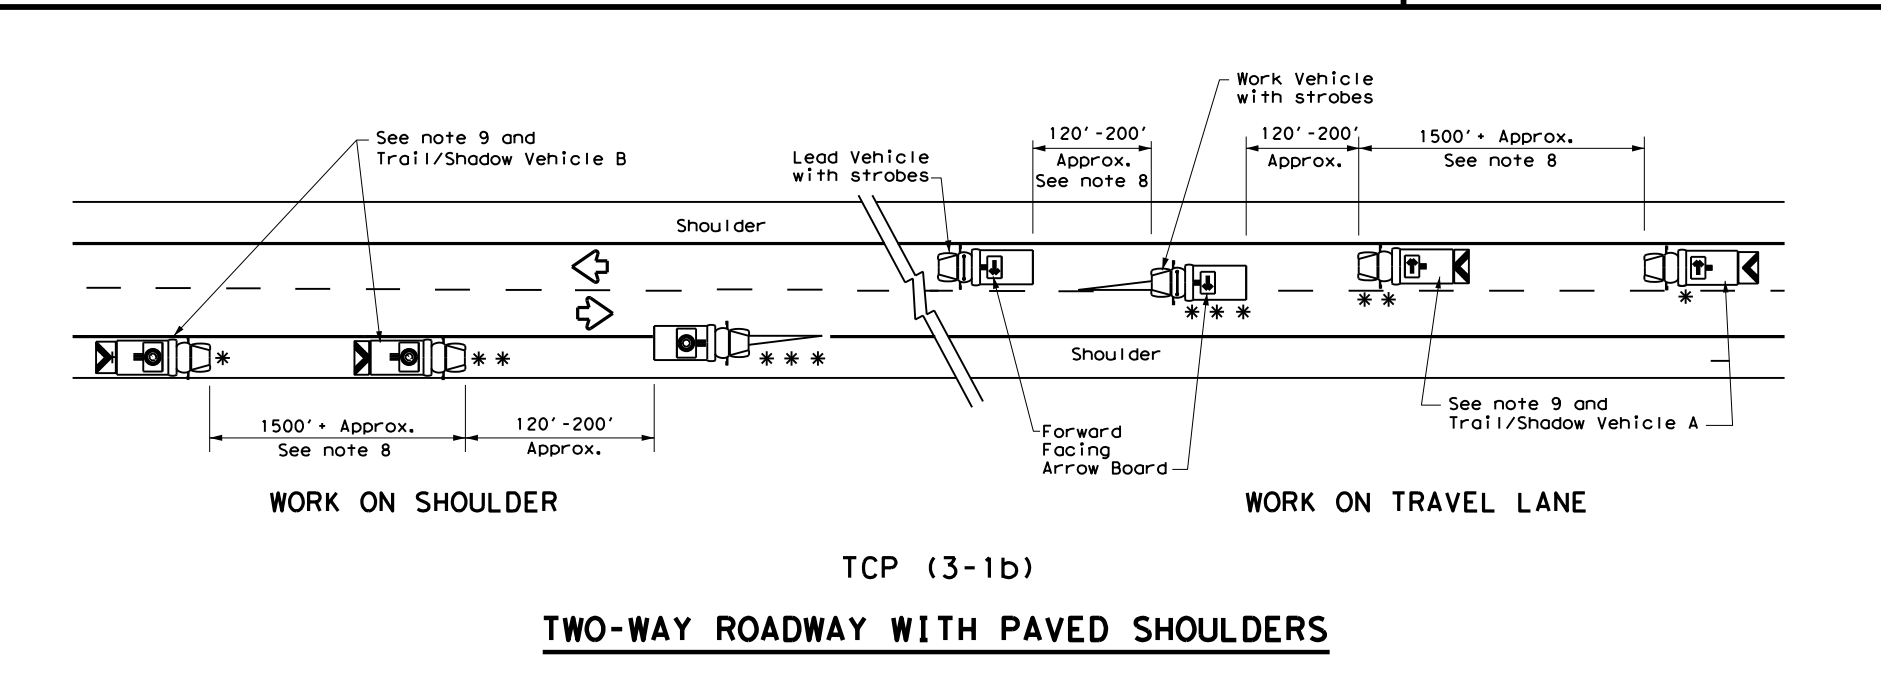 Work Vehicle
with strobes
See note 9 and
Trail/Shadow Vehicle B
120'-200'
Approx.
See note 8
120'-200'
Approx.
1500'+ Approx.
See note 8
Lead Vehicle
with strobes
Shoulder
* * *
* *
*
*
* *
* * *
Shoulder
1500'+ Approx.
See note 8
120'-200'
Approx.
Forward
Facing
Arrow Board
See note 9 and
Trail/Shadow Vehicle A
WORK ON SHOULDER
WORK ON TRAVEL LANE
TCP (3-1b)
TWO-WAY ROADWAY WITH PAVED SHOULDERS